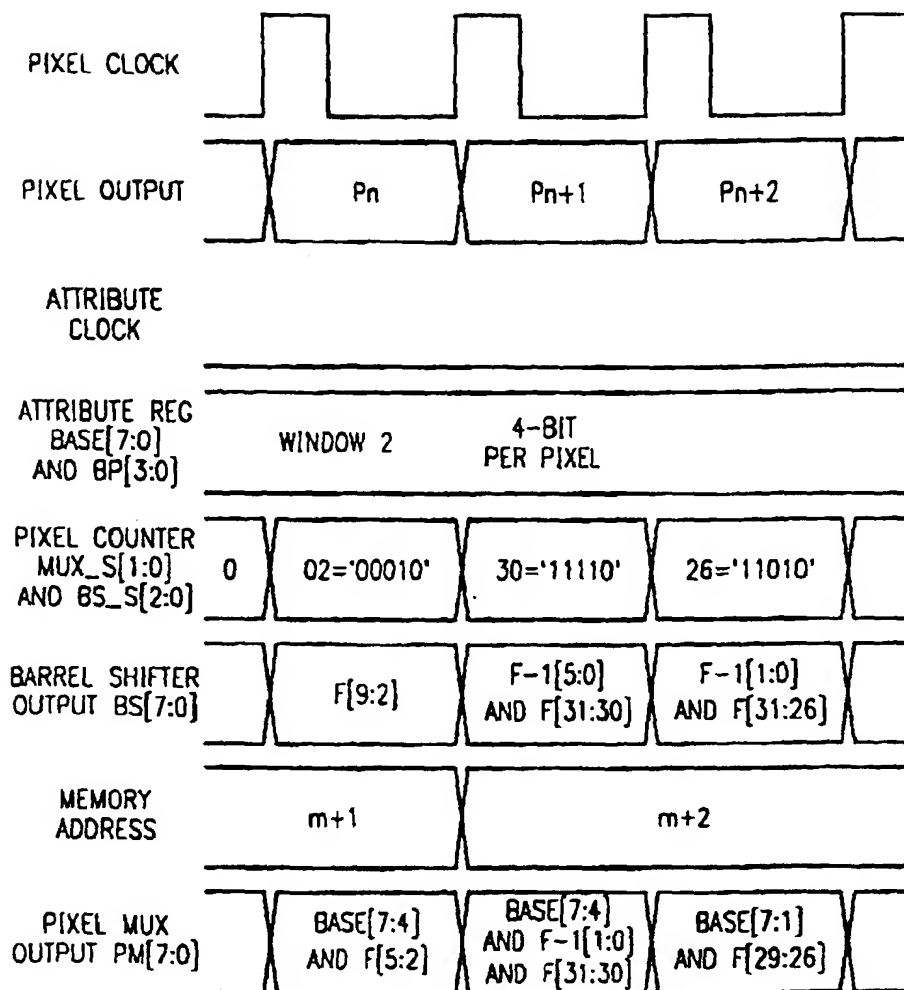 PIXEL CLOCK
PIXEL OUTPUT
Pn
Pn+1
Pn+2
ATTRIBUTE
CLOCK
ATTRIBUTE REG
BASE[7:0]
AND BP[3:0]
WINDOW 2
4-BIT
PER PIXEL
PIXEL COUNTER
MUX_S[1:0]
AND BS_S[2:0]
0
02='00010'
30='11110'
26='11010'
BARREL SHIFTER
OUTPUT BS[7:0]
F[9:2]
F-1[5:0]
AND F[31:30]
F-1[1:0]
AND F[31:26]
MEMORY
ADDRESS
m+1
m+2
PIXEL MUX
OUTPUT PM[7:0]
BASE[7:4]
AND F[5:2]
BASE[7:4]
AND F-1[1:0]
AND F[31:30]
BASE[7:1]
AND F[29:26]